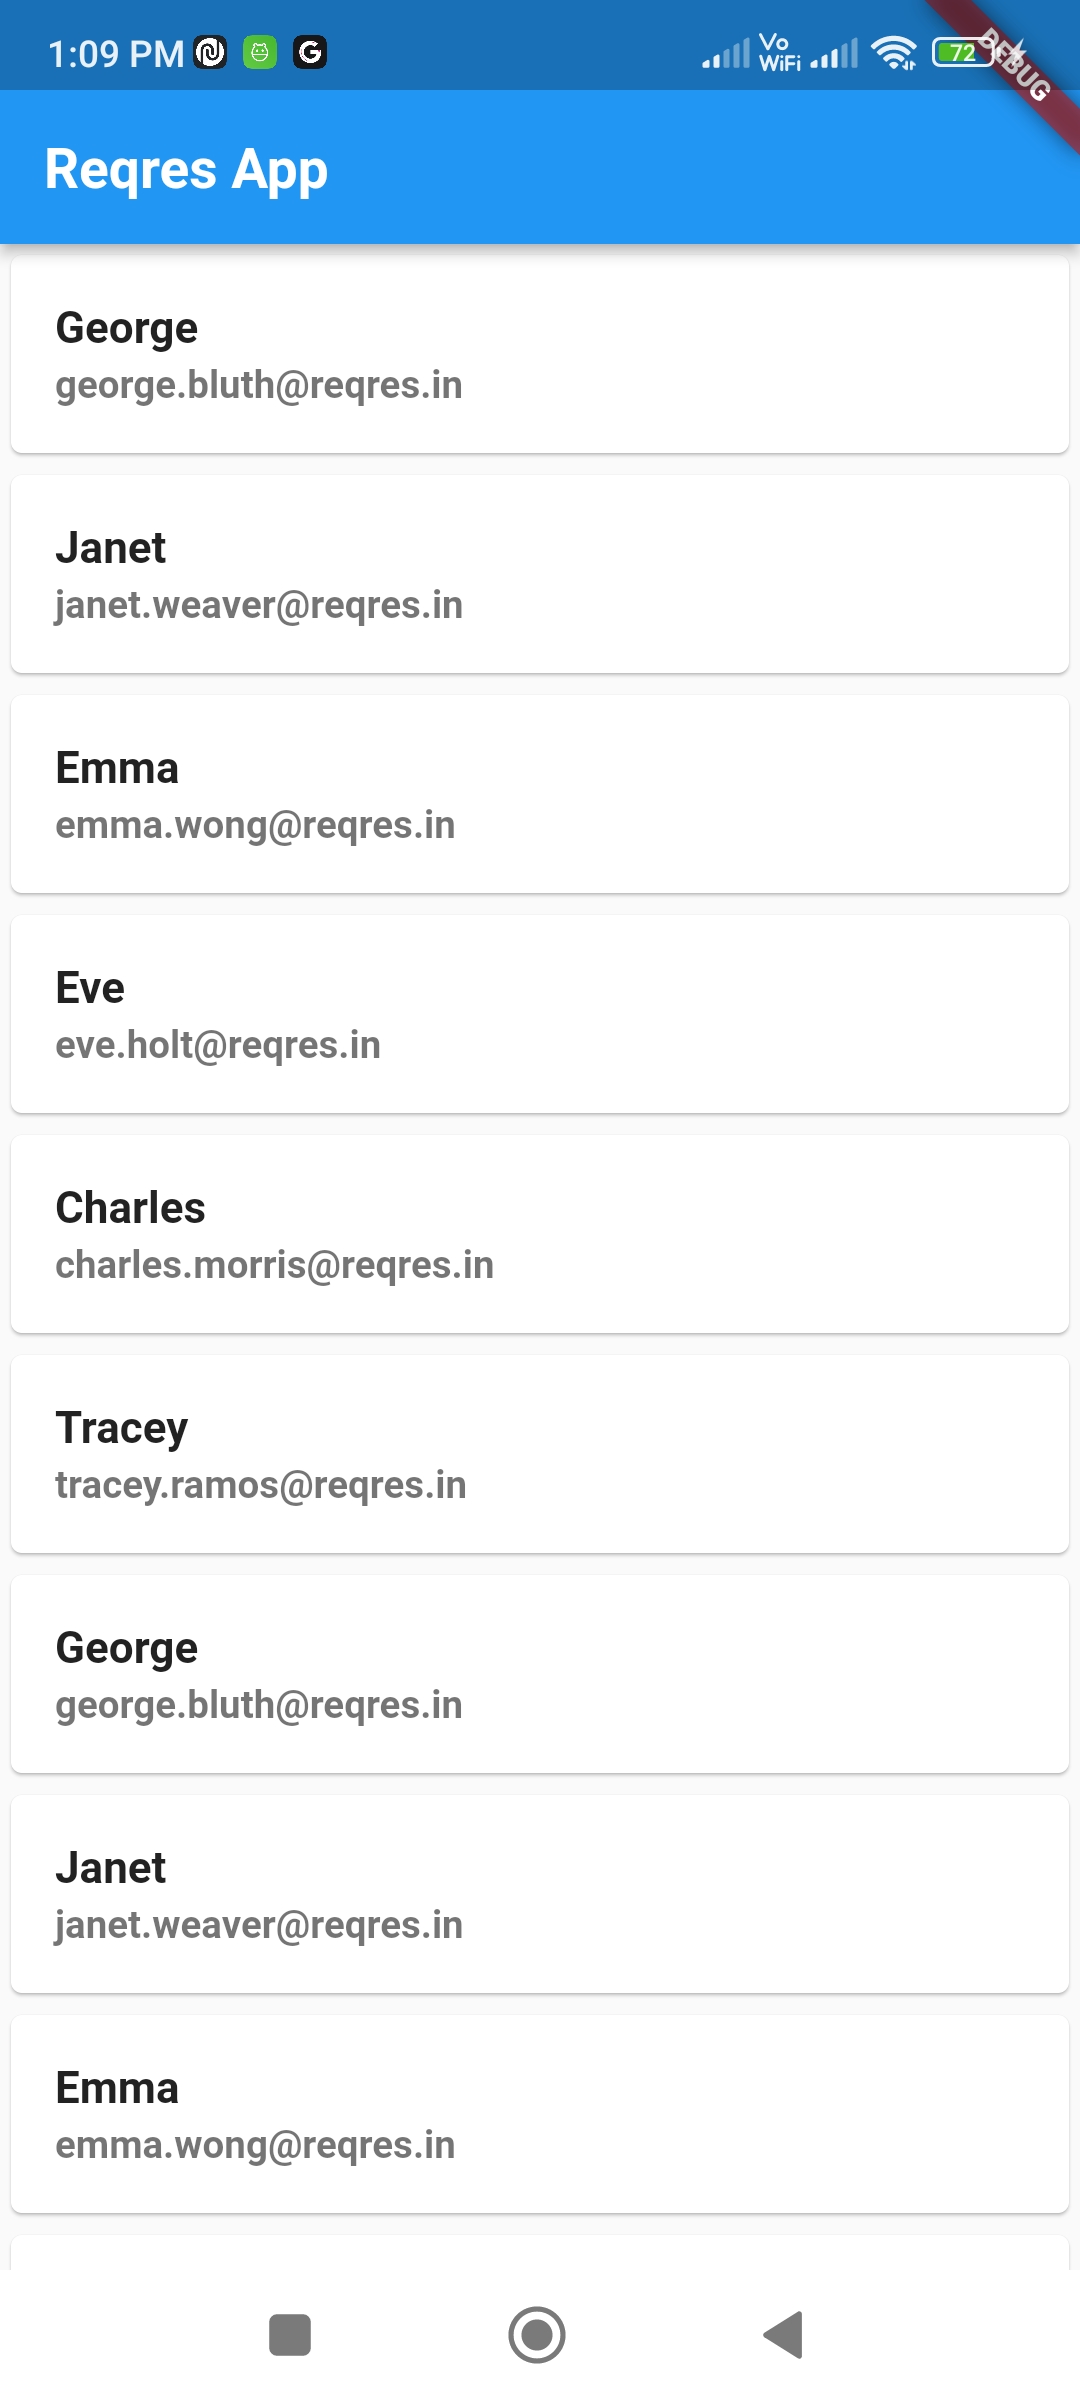 1:09 PM
Vo
WiFi
72
DEBUG
Reqres App
George
george.bluth@reqres.in
Janet
janet.weaver@reqres.in
Emma
emma.wong@reqres.in
Eve
eve.holt@reqres.in
Charles
charles.morris@reqres.in
Tracey
tracey.ramos@reqres.in
George
george.bluth@reqres.in
Janet
janet.weaver@reqres.in
Emma
emma.wong@reqres.in